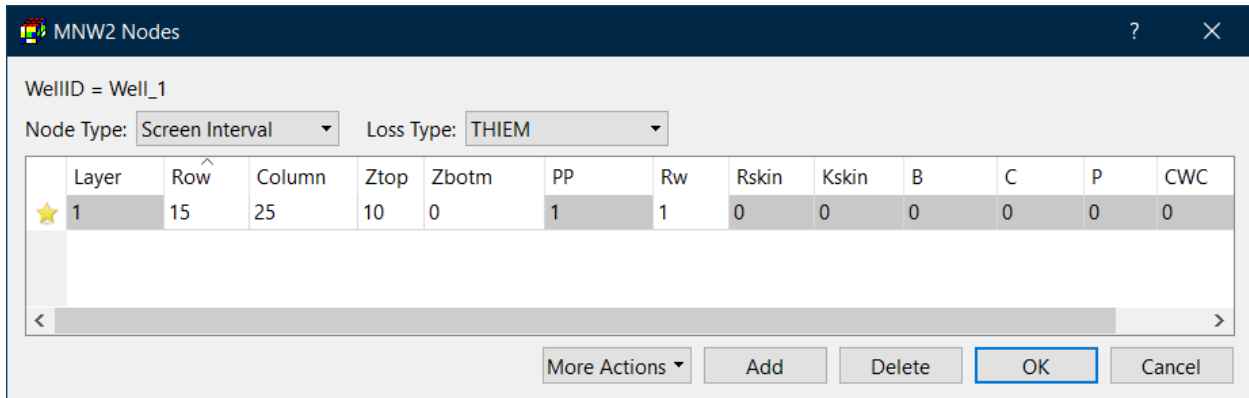 MNW2 Nodes ?
WellID = Well_1
Node Type: Screen Interval Loss Type: THIEM
Layer Row Column Ztop Zbotm PP Rw Rskin Kskin B C P CWC
1 15 25 10 0 1 1 0 0 0 0 0 0
More Actions Add Delete OK Cancel